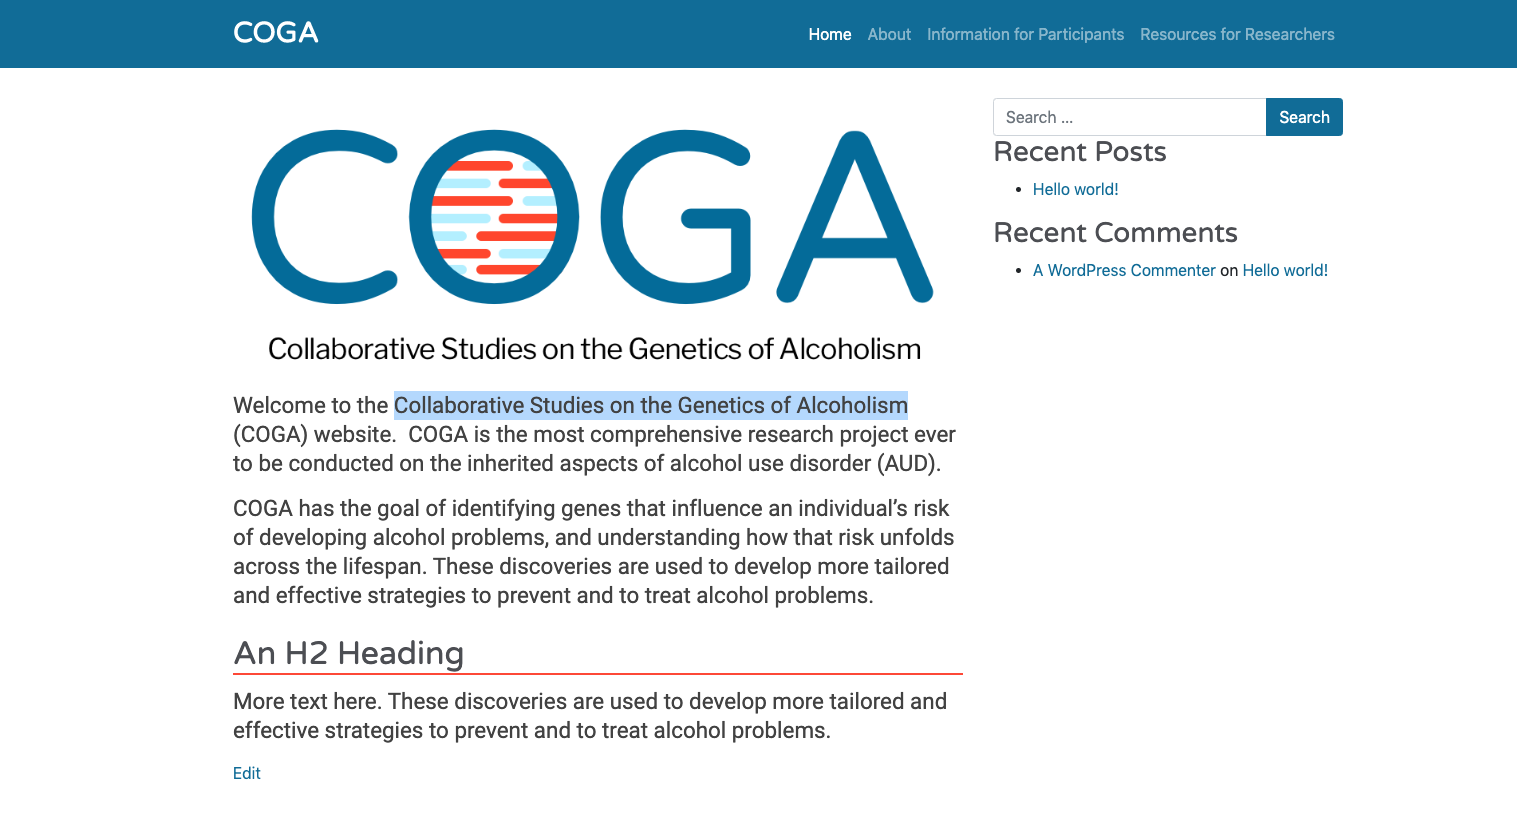 COGA
Home About Information for Participants Resources for Researchers
COGA
Collaborative Studies on the Genetics of Alcoholism
Welcome to the Collaborative Studies on the Genetics of Alcoholism
(COGA) website.  COGA is the most comprehensive research project ever
to be conducted on the inherited aspects of alcohol use disorder (AUD).
COGA has the goal of identifying genes that influence an individual’s risk
of developing alcohol problems, and understanding how that risk unfolds
across the lifespan. These discoveries are used to develop more tailored
and effective strategies to prevent and to treat alcohol problems.
An H2 Heading
More text here. These discoveries are used to develop more tailored and
effective strategies to prevent and to treat alcohol problems.
Edit
Search ... Search
Recent Posts
Hello world!
Recent Comments
A WordPress Commenter on Hello world!